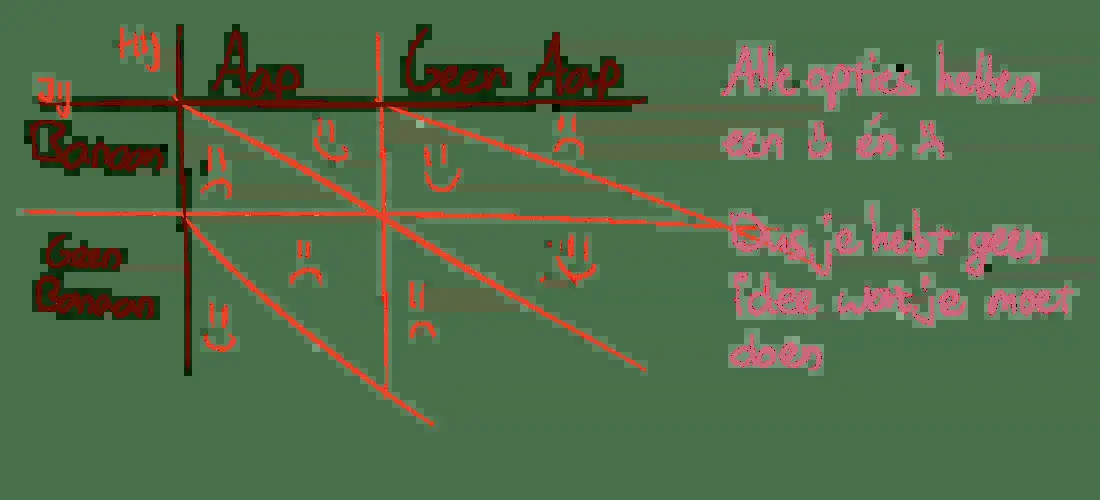 Hij Aap Geen Aap
Jij
Banaan
Geen
Banaan
Alle opties hebben
een :) én :(
Dus je hebt geen
idee wat je moet
doen